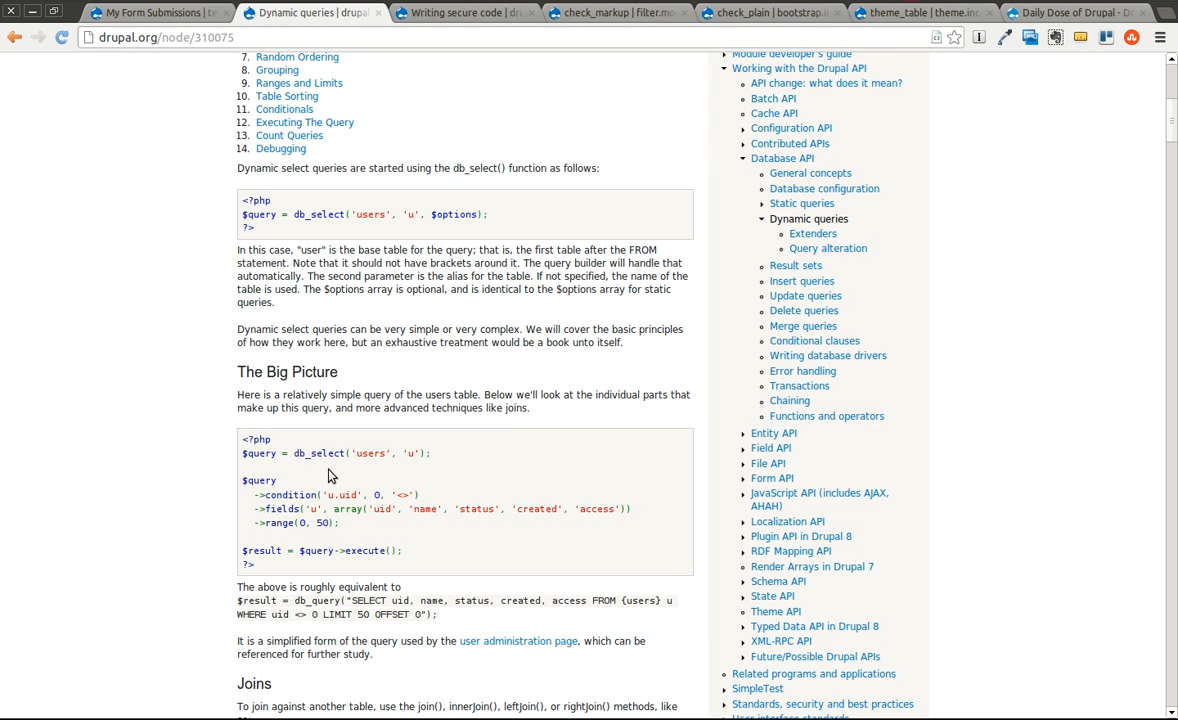 My Form Submissions | te
Dynamic queries | drupal
Writing secure code | dru
check_markup | filter.mo
check_plain | bootstrap.in
theme_table | theme.inc
Daily Dose of Drupal - Dr
drupal.org/node/310075
7. Random Ordering
8. Grouping
9. Ranges and Limits
10. Table Sorting
11. Conditionals
12. Executing The Query
13. Count Queries
14. Debugging
Dynamic select queries are started using the db_select() function as follows:
<?php
$query = db_select('users', 'u', $options);
?>
In this case, "user" is the base table for the query; that is, the first table after the FROM
statement. Note that it should not have brackets around it. The query builder will handle that
automatically. The second parameter is the alias for the table. If not specified, the name of the
table is used. The $options array is optional, and is identical to the $options array for static
queries.
Dynamic select queries can be very simple or very complex. We will cover the basic principles
of how they work here, but an exhaustive treatment would be a book unto itself.
The Big Picture
Here is a relatively simple query of the users table. Below we'll look at the individual parts that
make up this query, and more advanced techniques like joins.
<?php
$query = db_select('users', 'u');
$query
->condition('u.uid', 0, '<>')
->fields('u', array('uid', 'name', 'status', 'created', 'access'))
->range(0, 50);
$result = $query->execute();
?>
The above is roughly equivalent to
$result = db_query("SELECT uid, name, status, created, access FROM {users} u
WHERE uid <> 0 LIMIT 50 OFFSET 0");
It is a simplified form of the query used by the user administration page, which can be
referenced for further study.
Joins
To join against another table, use the join(), innerJoin(), leftJoin(), or rightJoin() methods, like
Module developer's guide
Working with the Drupal API
API change: what does it mean?
Batch API
Cache API
Configuration API
Contributed APIs
Database API
General concepts
Database configuration
Static queries
Dynamic queries
Extenders
Query alteration
Result sets
Insert queries
Update queries
Delete queries
Merge queries
Conditional clauses
Writing database drivers
Error handling
Transactions
Chaining
Functions and operators
Entity API
Field API
File API
Form API
JavaScript API (includes AJAX,
AHAH)
Localization API
Plugin API in Drupal 8
RDF Mapping API
Render Arrays in Drupal 7
Schema API
State API
Theme API
Typed Data API in Drupal 8
XML-RPC API
Future/Possible Drupal APIs
Related programs and applications
SimpleTest
Standards, security and best practices
User interface standards